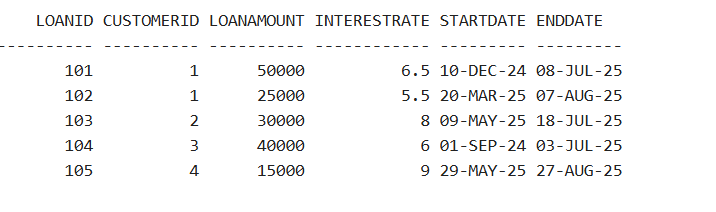 LOANID CUSTOMERID LOANAMOUNT INTERESTRATE STARTDATE ENDDATE
---------- ---------- ---------- ------------ --------- ---------
101 1 50000 6.5 10-DEC-24 08-JUL-25
102 1 25000 5.5 20-MAR-25 07-AUG-25
103 2 30000 8 09-MAY-25 18-JUL-25
104 3 40000 6 01-SEP-24 03-JUL-25
105 4 15000 9 29-MAY-25 27-AUG-25